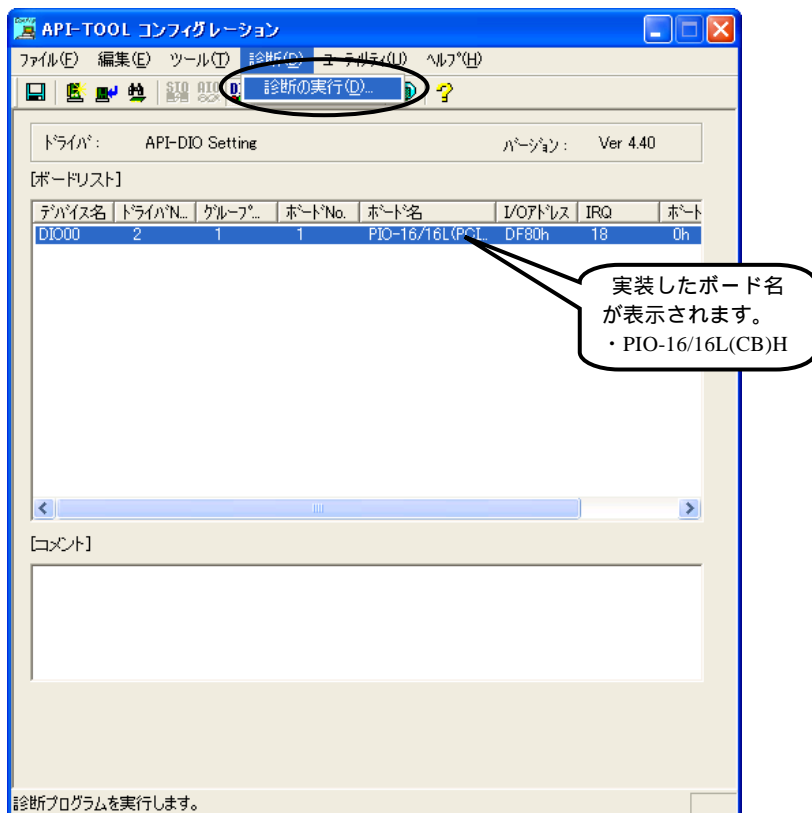 API-TOOL コンフィグレーション
ファイル(F) 編集(E) ツール(T) 診断(D) ユーティリティ(U) ヘルプ(H)
診断の実行(D)...
ドライバ: API-DIO Setting バージョン: Ver 4.40
[ボードリスト]
デバイス名 ドライバN... グループ... ボードNo. ボード名 I/Oアドレス IRQ ボート
DIO00 2 1 1 PIO-16/16L(PCI... DF80h 18 0h
実装したボード名
が表示されます。
・PIO-16/16L(CB)H
[コメント]
診断プログラムを実行します。